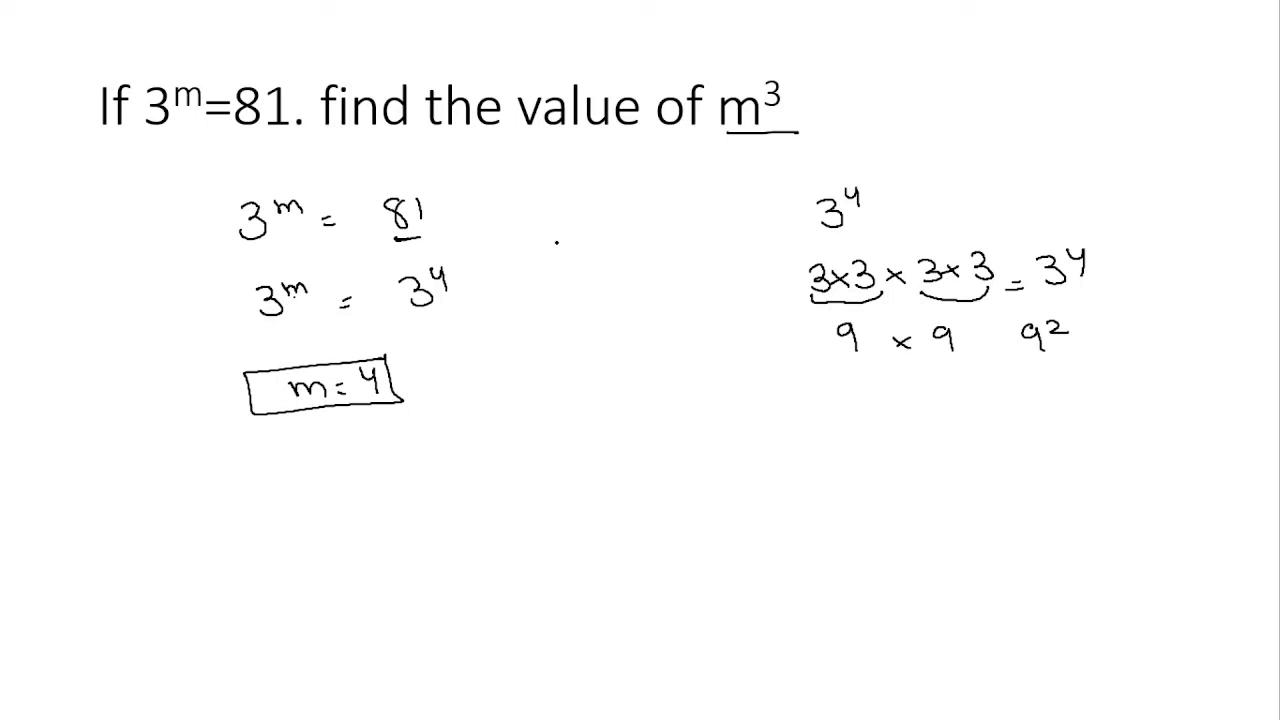 If 3ᵐ=81. find the value of m³
3ᵐ = 81
3ᵐ = 3⁴
m = 4
3⁴
3×3 × 3×3 = 3⁴
9 × 9 9²